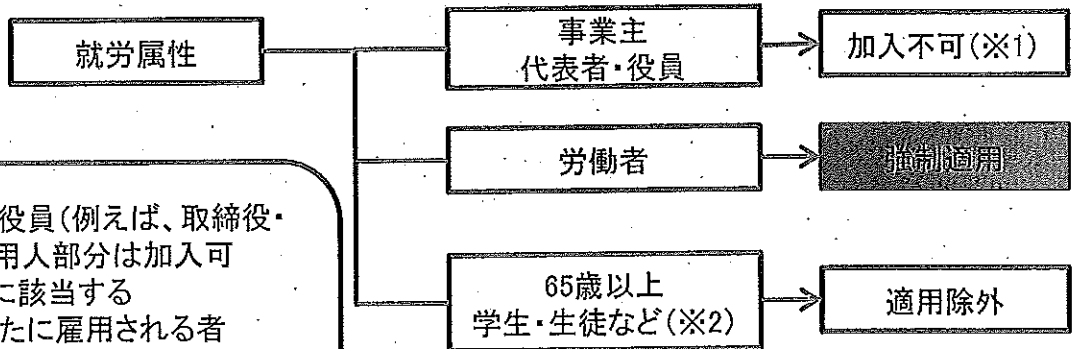 就労属性
事業主
代表者・役員
加入不可(※1)
労働者
強制適用
65歳以上
学生・生徒など(※2)
適用除外
役員(例えば、取締役・
用人部分は加入可
に該当する
たに雇用される者